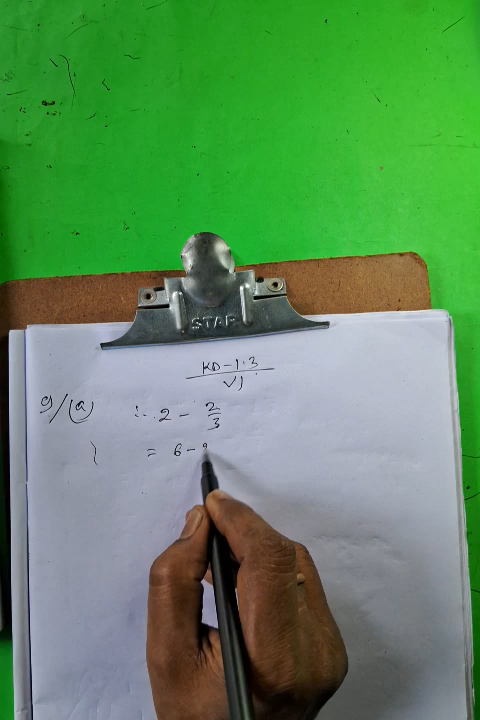 STAR
KD-1.3
VI
9/(a) :- 2 - 2/3
= 6 -